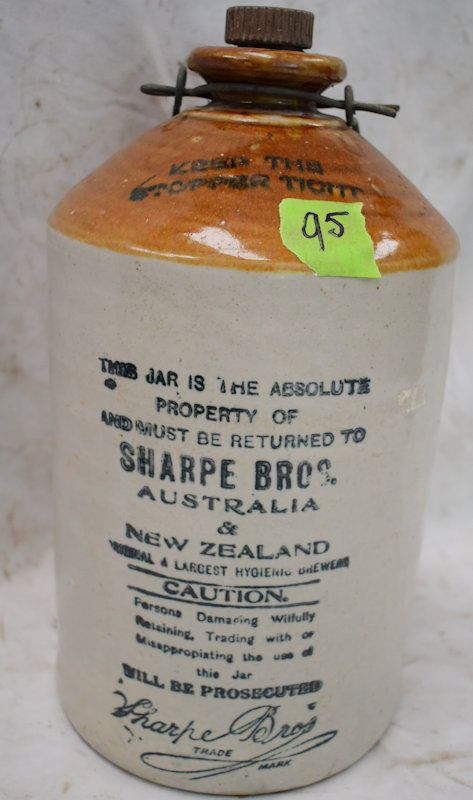 KEEP THE
STOPPER TIGHT
95
THIS JAR IS THE ABSOLUTE
PROPERTY OF
AND MUST BE RETURNED TO
SHARPE BROS.
AUSTRALIA
&
NEW ZEALAND
ORIGINAL & LARGEST HYGIENIC BREWERS
CAUTION.
Persons Damaging Wilfully
Retaining, Trading with or
Misappropiating the use of
this Jar
WILL BE PROSECUTED
Sharpe Bros
TRADE
MARK